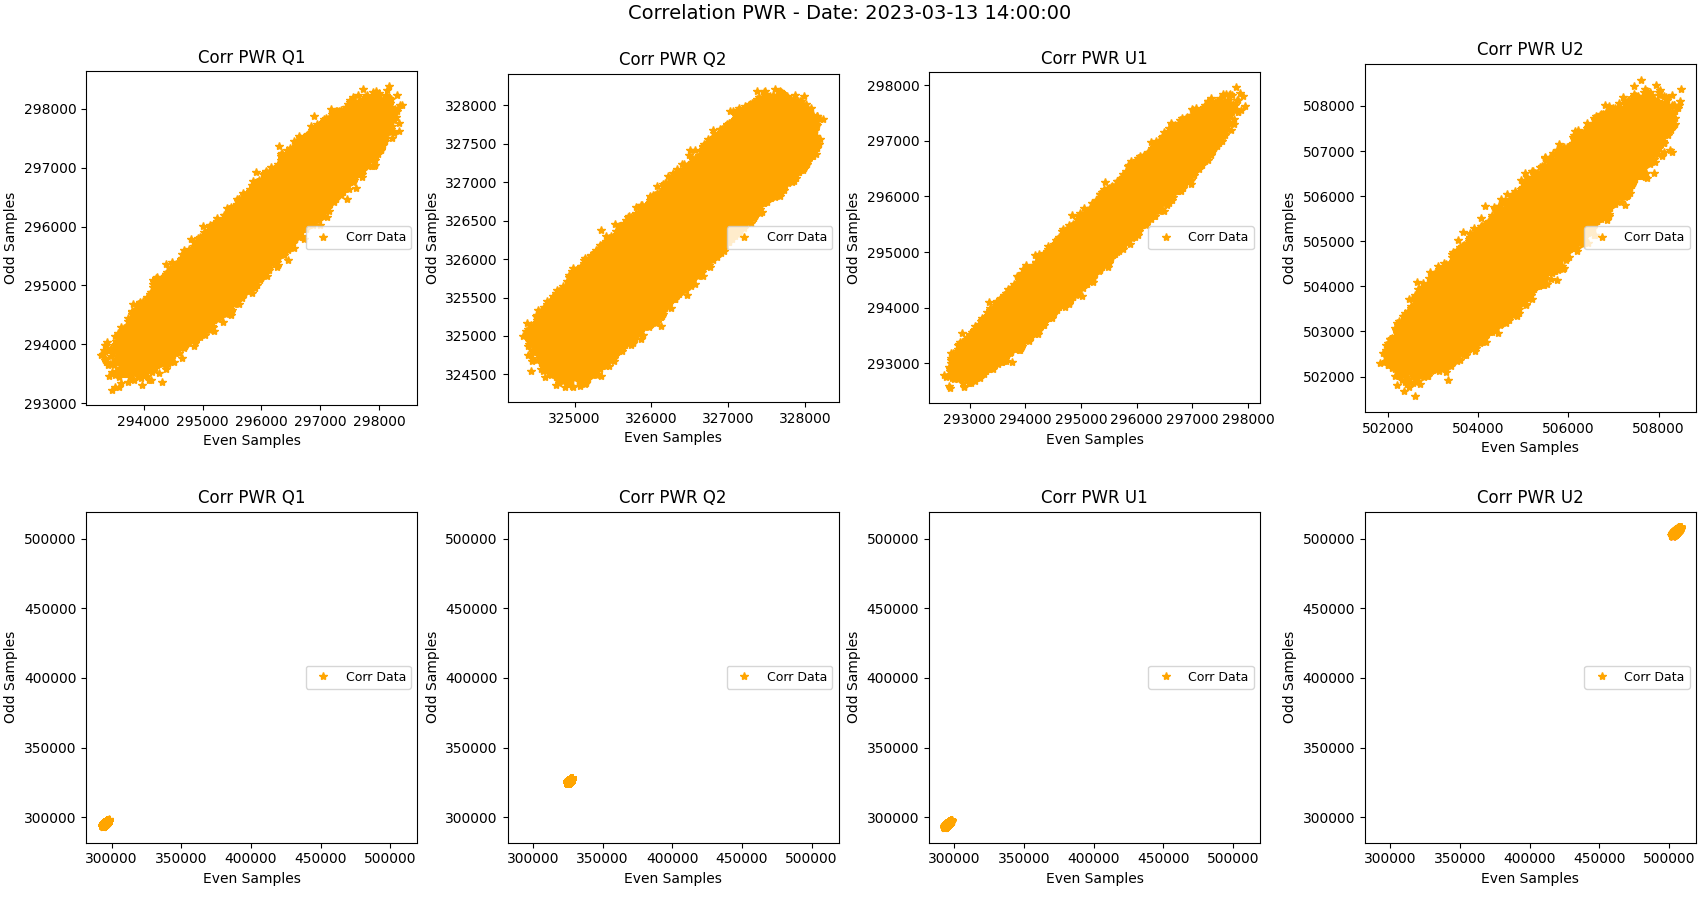 Correlation PWR - Date: 2023-03-13 14:00:00
Corr PWR Q1
298000
297000
296000
295000
294000
293000
Odd Samples
Corr Data
294000 295000 296000 297000 298000
Even Samples
Corr PWR Q2
328000
327500
327000
326500
326000
325500
325000
324500
Odd Samples
Corr Data
325000 326000 327000 328000
Even Samples
Corr PWR U1
298000
297000
296000
295000
294000
293000
Odd Samples
Corr Data
293000 294000 295000 296000 297000 298000
Even Samples
Corr PWR U2
508000
507000
506000
505000
504000
503000
502000
Odd Samples
Corr Data
502000 504000 506000 508000
Even Samples
Corr PWR Q1
500000
450000
400000
350000
300000
Odd Samples
Corr Data
300000 350000 400000 450000 500000
Even Samples
Corr PWR Q2
500000
450000
400000
350000
300000
Odd Samples
Corr Data
300000 350000 400000 450000 500000
Even Samples
Corr PWR U1
500000
450000
400000
350000
300000
Odd Samples
Corr Data
300000 350000 400000 450000 500000
Even Samples
Corr PWR U2
500000
450000
400000
350000
300000
Odd Samples
Corr Data
300000 350000 400000 450000 500000
Even Samples